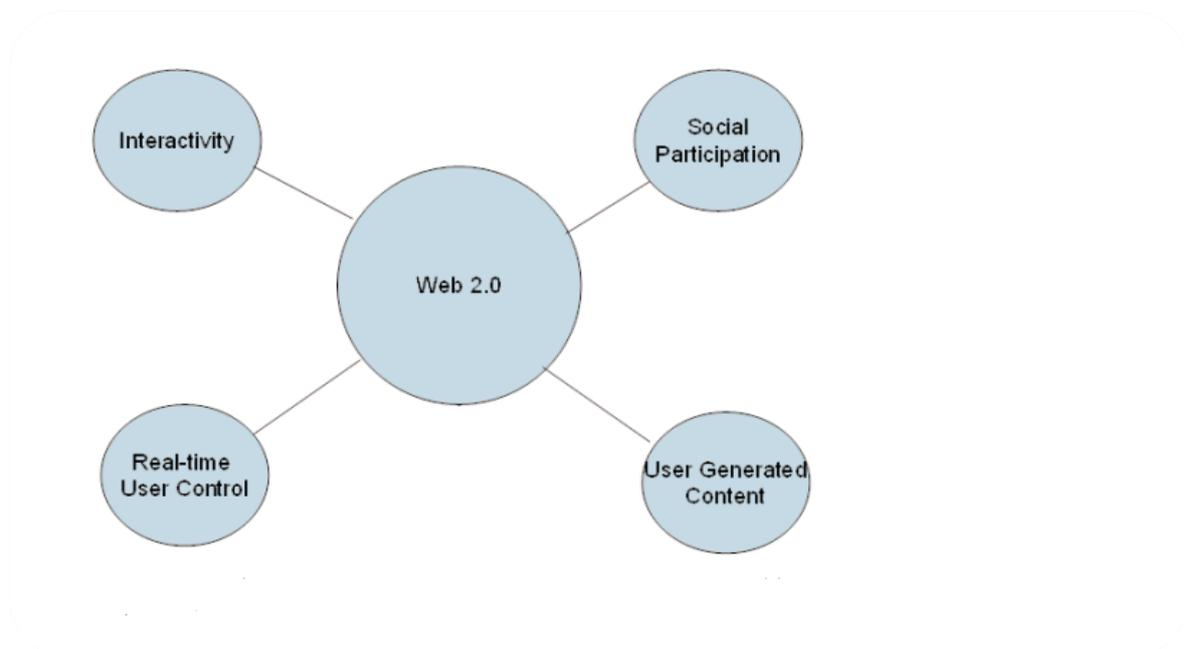 Interactivity
Social
Participation
Web 2.0
Real-time
User Control
User Generated
Content